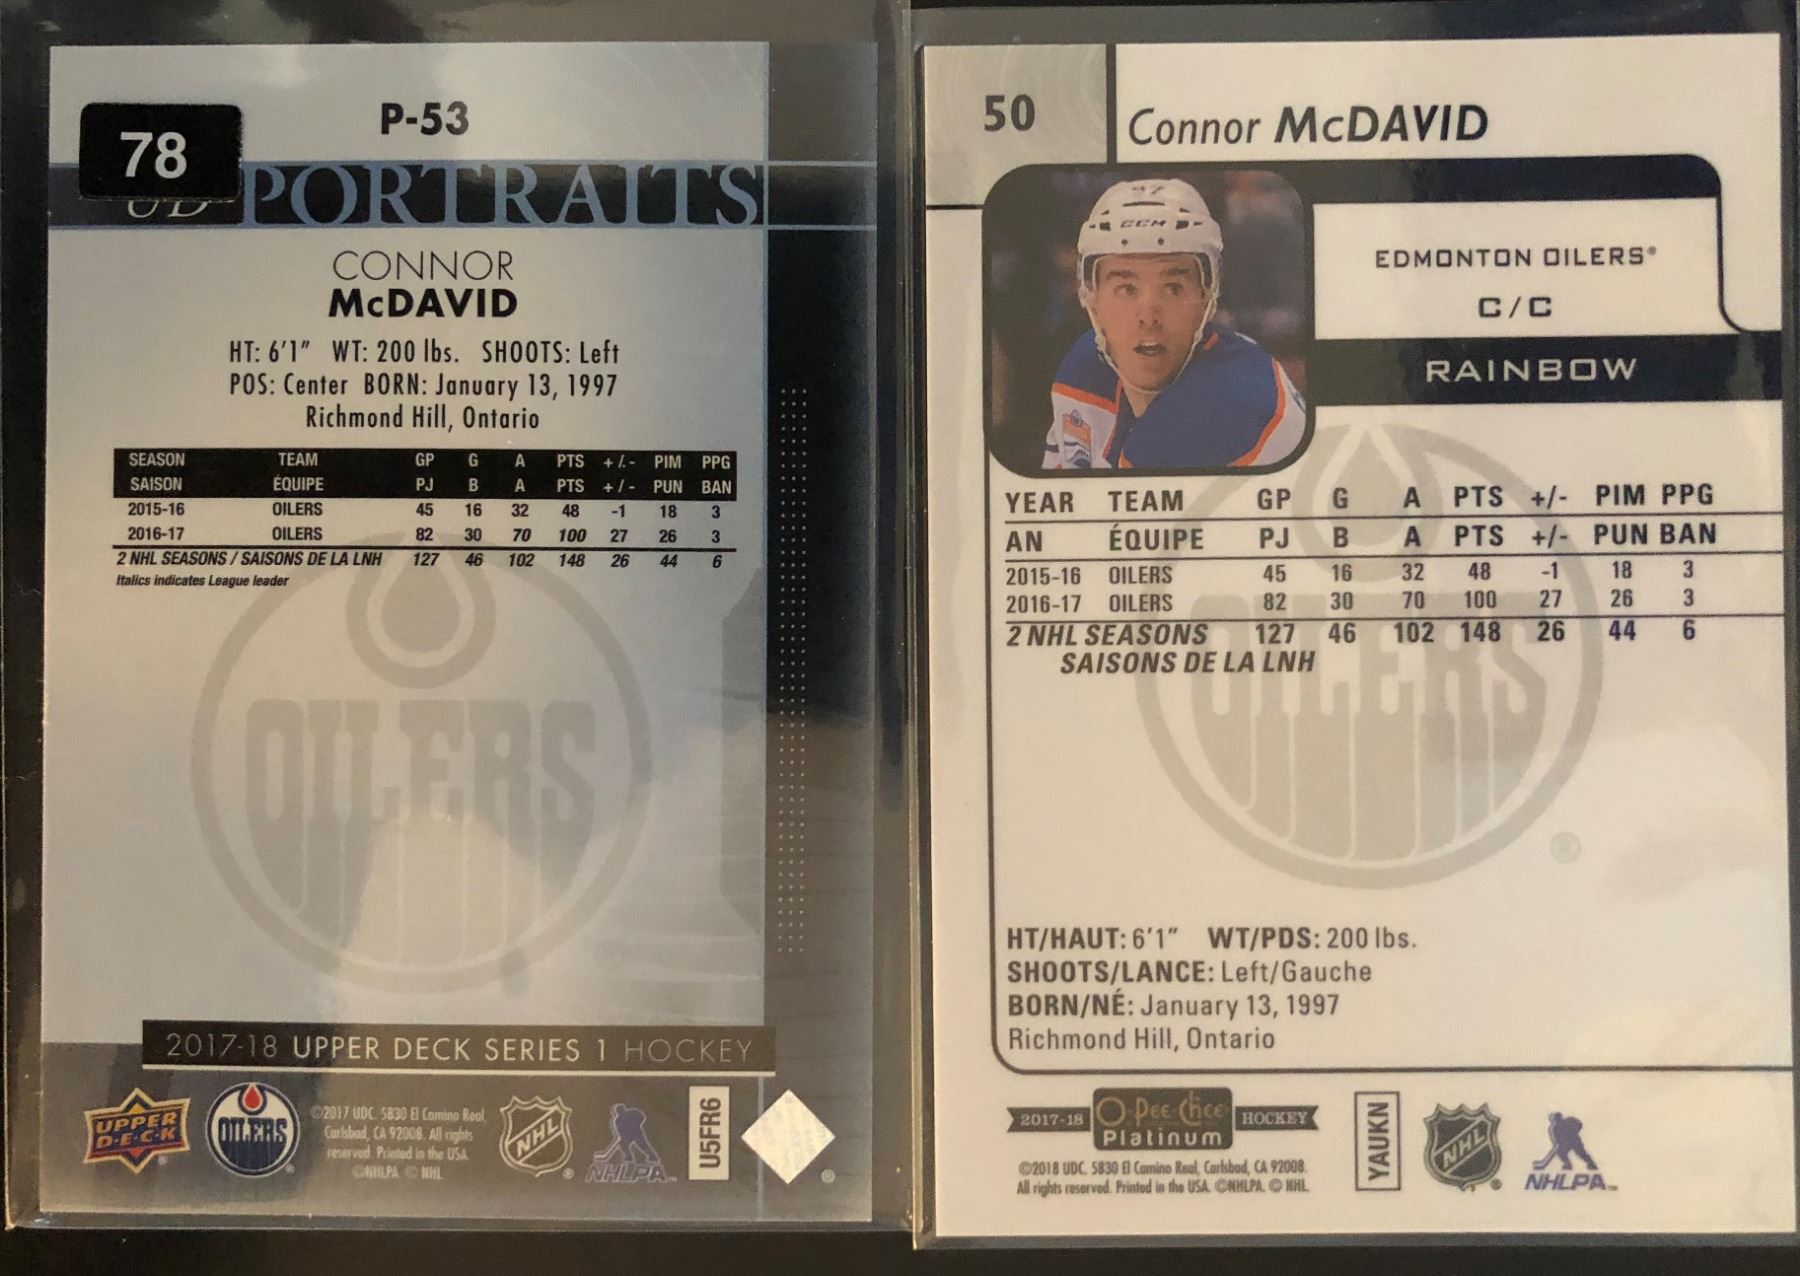 78
P-53
UD PORTRAITS
CONNOR
McDAVID
HT: 6'1" WT: 200 lbs. SHOOTS: Left
POS: Center BORN: January 13, 1997
Richmond Hill, Ontario
SEASON TEAM GP G A PTS +/- PIM PPG
SAISON ÉQUIPE PJ B A PTS +/- PUN BAN
2015-16 OILERS 45 16 32 48 -1 18 3
2016-17 OILERS 82 30 70 100 27 26 3
2 NHL SEASONS / SAISONS DE LA LNH 127 46 102 148 26 44 6
Italics indicates League leader
OILERS
2017-18 UPPER DECK SERIES 1 HOCKEY
UPPER
D·E·C·K
OILERS
©2017 UDC. 5830 El Camino Real,
Carlsbad, CA 92008. All rights
reserved. Printed in the USA.
©NHLPA. © NHL.
NHL
NHLPA
U5FR6
50
Connor McDAVID
97
CCM
EDMONTON OILERS®
C/C
RAINBOW
YEAR TEAM GP G A PTS +/- PIM PPG
AN ÉQUIPE PJ B A PTS +/- PUN BAN
2015-16 OILERS 45 16 32 48 -1 18 3
2016-17 OILERS 82 30 70 100 27 26 3
2 NHL SEASONS 127 46 102 148 26 44 6
SAISONS DE LA LNH
OILERS
®
HT/HAUT: 6'1" WT/PDS: 200 lbs.
SHOOTS/LANCE: Left/Gauche
BORN/NÉ: January 13, 1997
Richmond Hill, Ontario
2017-18 O-Pee-Chee HOCKEY
Platinum
©2018 UDC. 5830 El Camino Real, Carlsbad, CA 92008.
All rights reserved. Printed in the USA. ©NHLPA. © NHL.
YAUKN
NHL
NHLPA